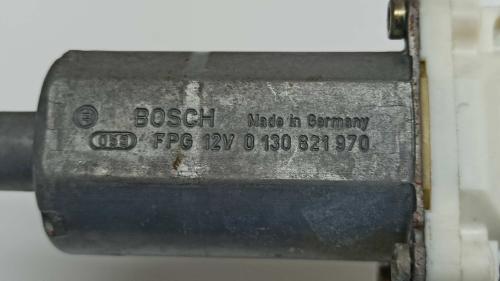 BOSCH Made in Germany
FPG 12V 0 130 821 970